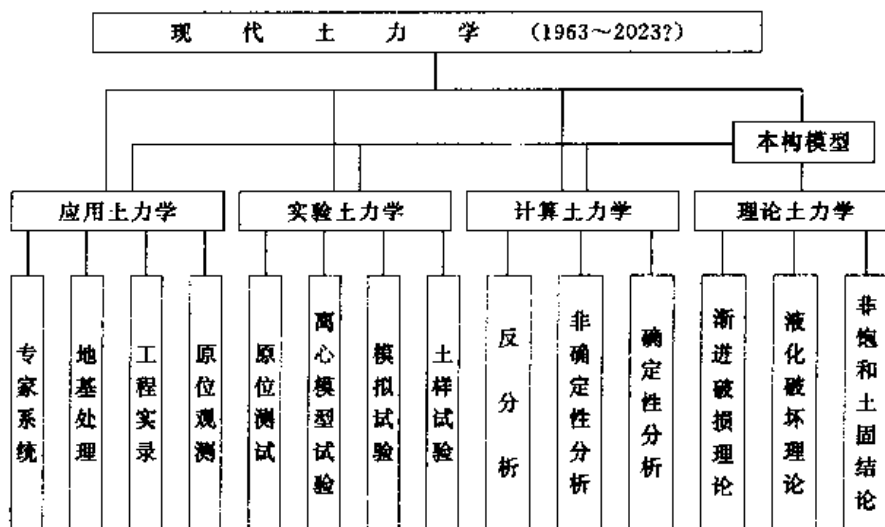 现代土力学 (1963～2023?)
本构模型
应用土力学
实验土力学
计算土力学
理论土力学
专家系统
地基处理
工程实录
原位观测
原位测试
离心模型试验
模拟试验
土样试验
反分析
非确定性分析
确定性分析
渐进破损理论
液化破坏理论
非饱和土固结论